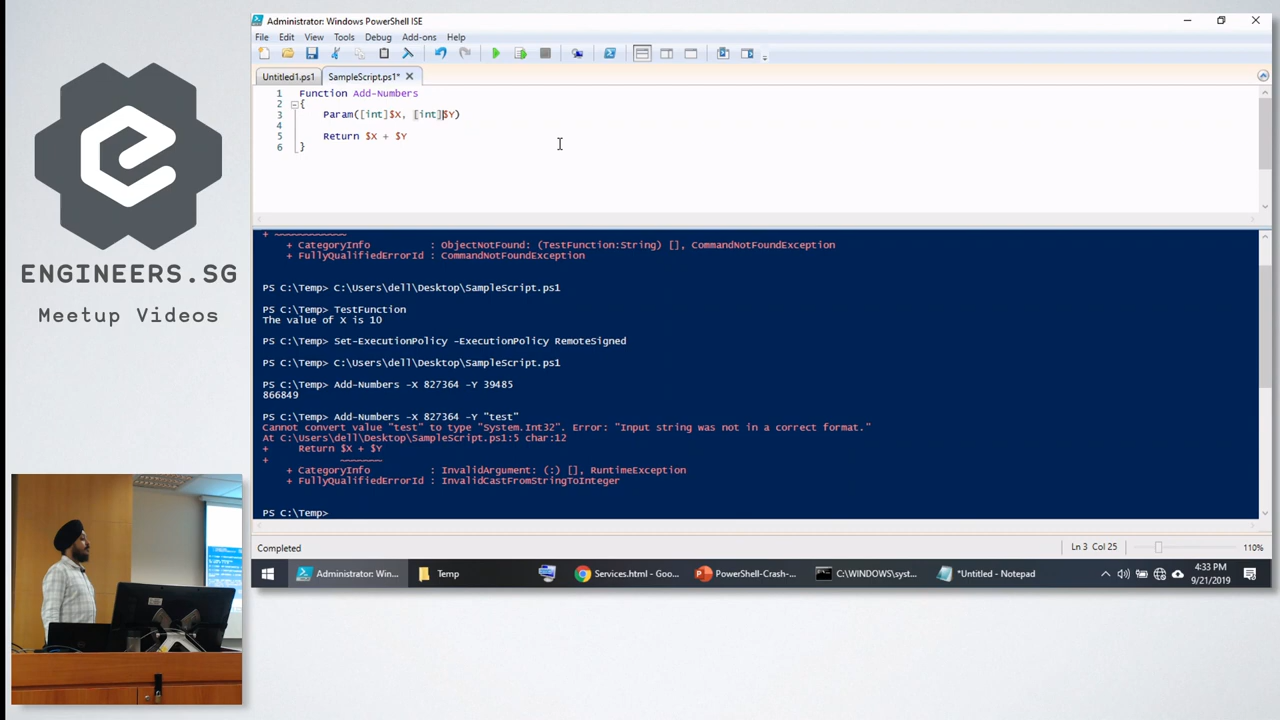 Administrator: Windows PowerShell ISE
File Edit View Tools Debug Add-ons Help
Untitled1.ps1 SampleScript.ps1*
1 Function Add-Numbers
2 {
3 Param([int]$X, [int]$Y)
4
5 Return $X + $Y
6 }
+ ~~~~~~~~~~~~
+ CategoryInfo : ObjectNotFound: (TestFunction:String) [], CommandNotFoundException
+ FullyQualifiedErrorId : CommandNotFoundException
PS C:\Temp> C:\Users\dell\Desktop\SampleScript.ps1
PS C:\Temp> TestFunction
The value of X is 10
PS C:\Temp> Set-ExecutionPolicy -ExecutionPolicy RemoteSigned
PS C:\Temp> C:\Users\dell\Desktop\SampleScript.ps1
PS C:\Temp> Add-Numbers -X 827364 -Y 39485
866849
PS C:\Temp> Add-Numbers -X 827364 -Y "test"
Cannot convert value "test" to type "System.Int32". Error: "Input string was not in a correct format."
At C:\Users\dell\Desktop\SampleScript.ps1:5 char:12
+ Return $X + $Y
+ ~~~~~~~
+ CategoryInfo : InvalidArgument: (:) [], RuntimeException
+ FullyQualifiedErrorId : InvalidCastFromStringToInteger
PS C:\Temp>
Completed
Ln 3 Col 25
110%
Administrator: Win...
Temp
Services.html - Goo...
PowerShell-Crash-...
C:\WINDOWS\syst...
*Untitled - Notepad
4:33 PM
9/21/2019
ENGINEERS.SG
Meetup Videos